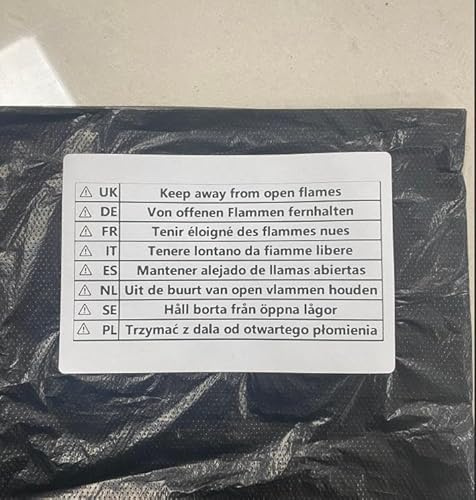 ⚠ UK Keep away from open flames
⚠ DE Von offenen Flammen fernhalten
⚠ FR Tenir éloigné des flammes nues
⚠ IT Tenere lontano da fiamme libere
⚠ ES Mantener alejado de llamas abiertas
⚠ NL Uit de buurt van open vlammen houden
⚠ SE Håll borta från öppna lågor
⚠ PL Trzymać z dala od otwartego płomienia